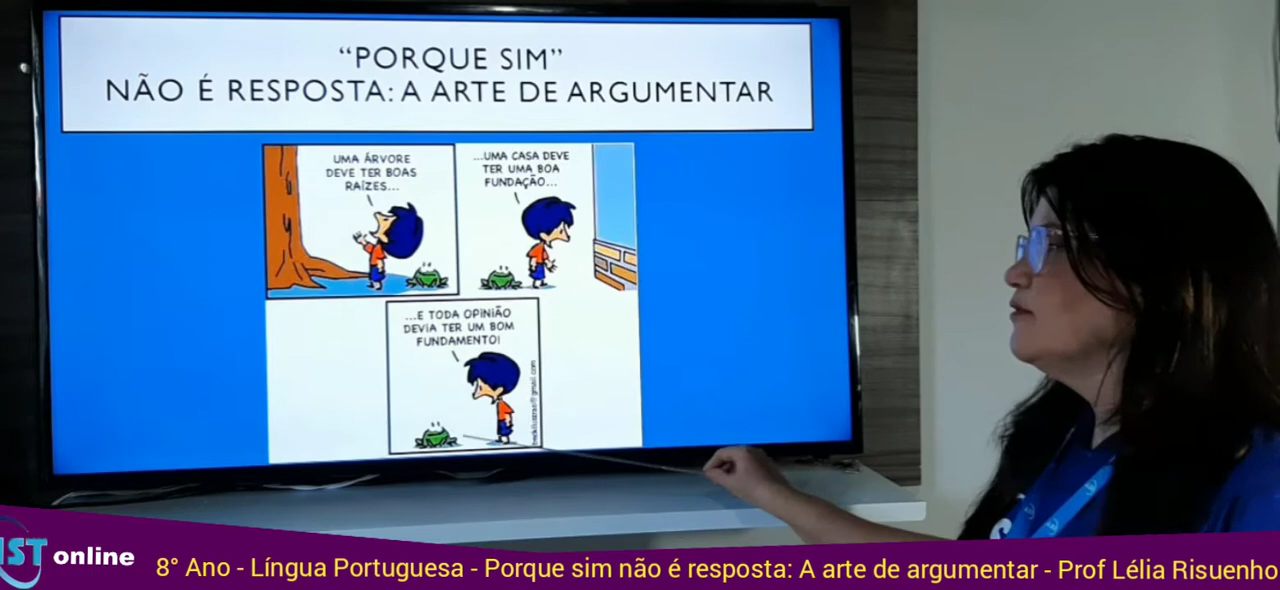 “PORQUE SIM”
NÃO É RESPOSTA: A ARTE DE ARGUMENTAR
UMA ÁRVORE
DEVE TER BOAS
RAÍZES...
...UMA CASA DEVE
TER UMA BOA
FUNDAÇÃO...
...E TODA OPINIÃO
DEVIA TER UM BOM
FUNDAMENTO!
IST online
8° Ano - Língua Portuguesa - Porque sim não é resposta: A arte de argumentar - Prof Lélia Risuenho